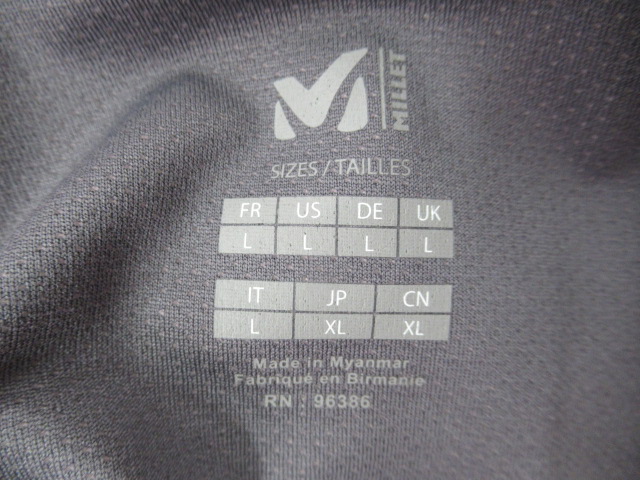 MILLET
SIZES/TAILLES
FR US DE UK
L L L L
IT JP CN
L XL XL
Made in Myanmar
Fabrique en Birmanie
RN : 96386